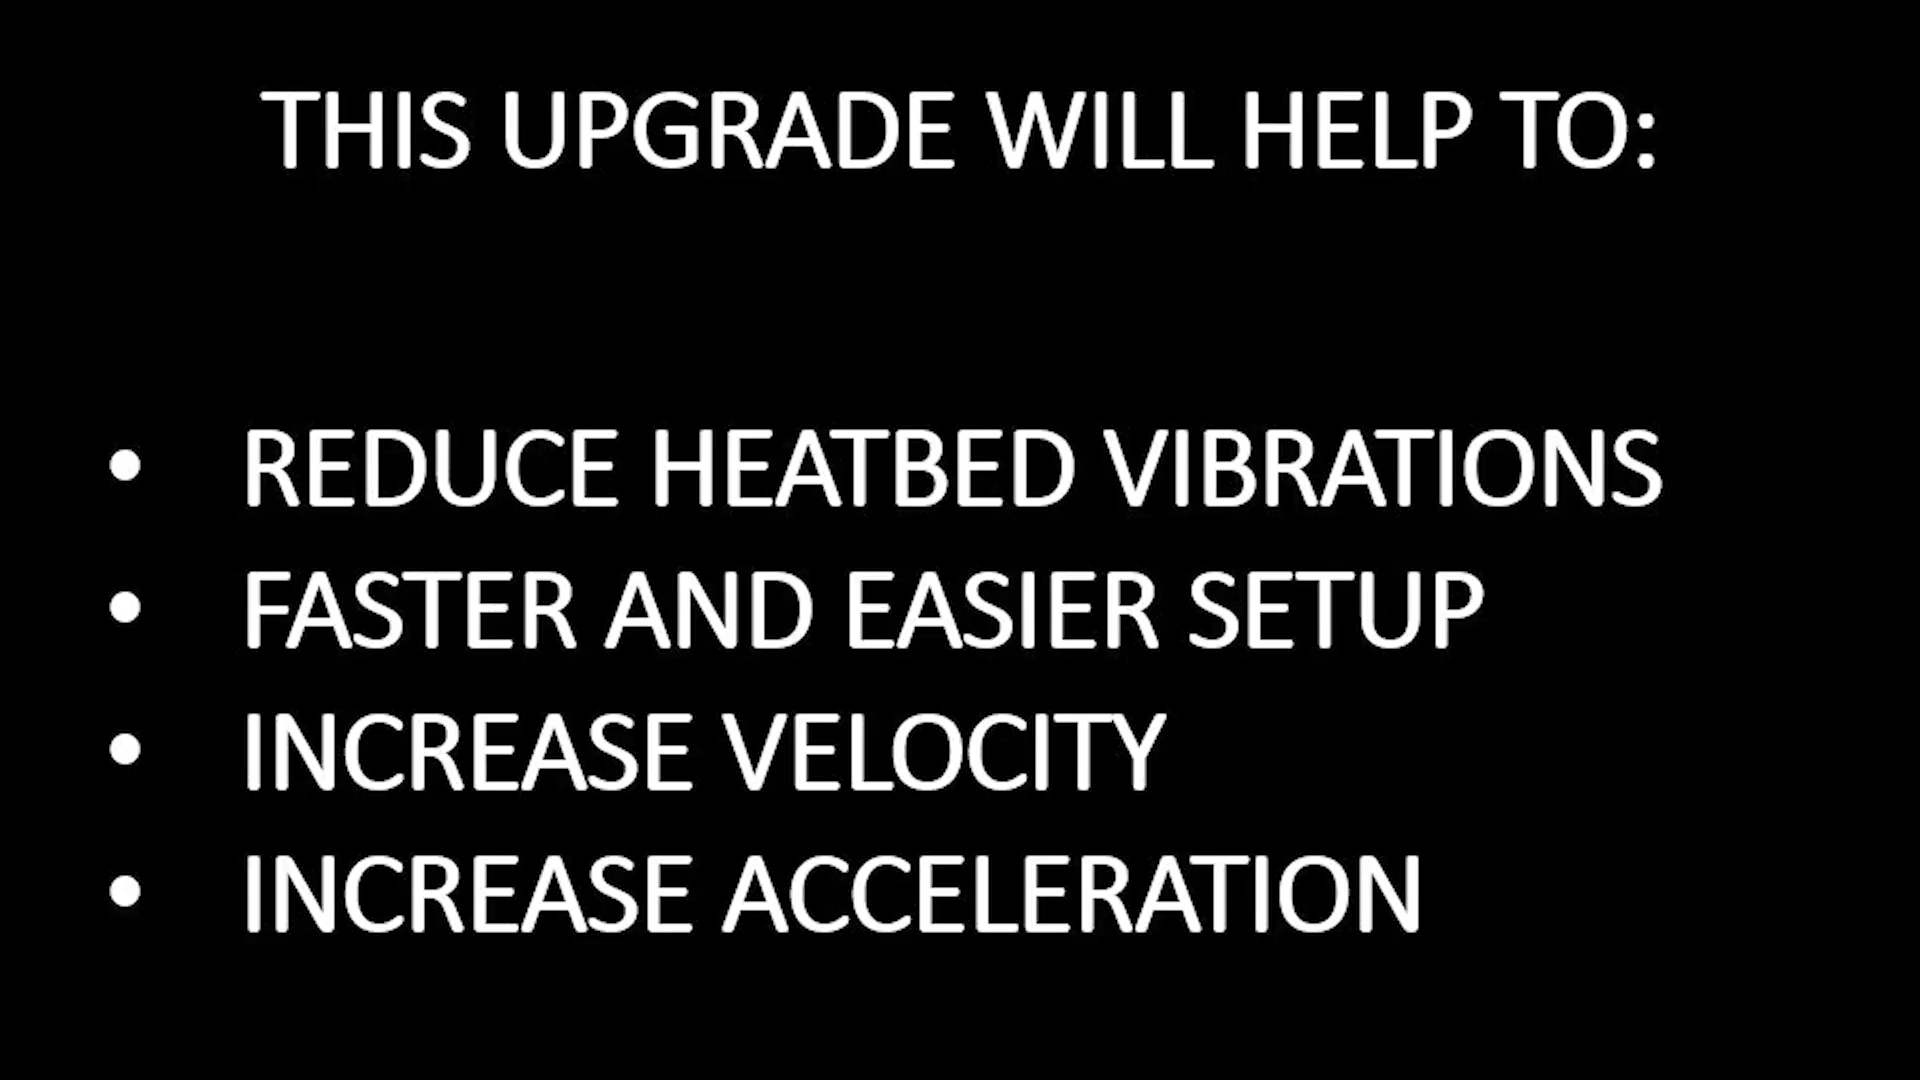 THIS UPGRADE WILL HELP TO:
• REDUCE HEATBED VIBRATIONS
• FASTER AND EASIER SETUP
• INCREASE VELOCITY
• INCREASE ACCELERATION